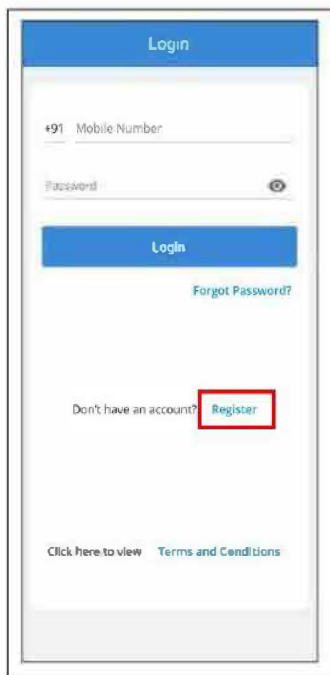 Login
+91 Mobile Number
Password
Login
Forgot Password?
Don't have an account? Register
Click here to view Terms and Conditions